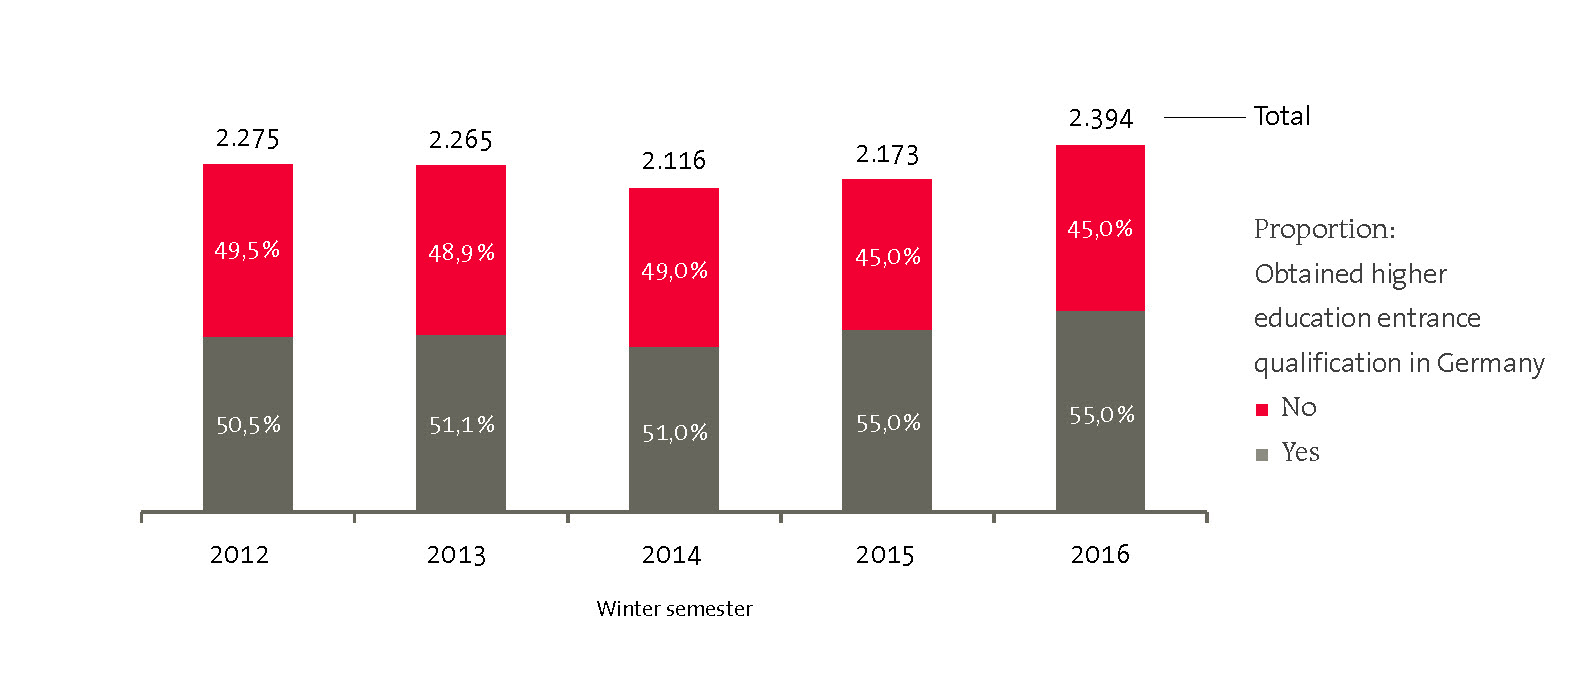 2.275
2.265
2.116
2.173
2.394
Total
49,5%
48,9%
49,0%
45,0%
45,0%
50,5%
51,1%
51,0%
55,0%
55,0%
Proportion:
Obtained higher
education entrance
qualification in Germany
No
Yes
2012
2013
2014
2015
2016
Winter semester